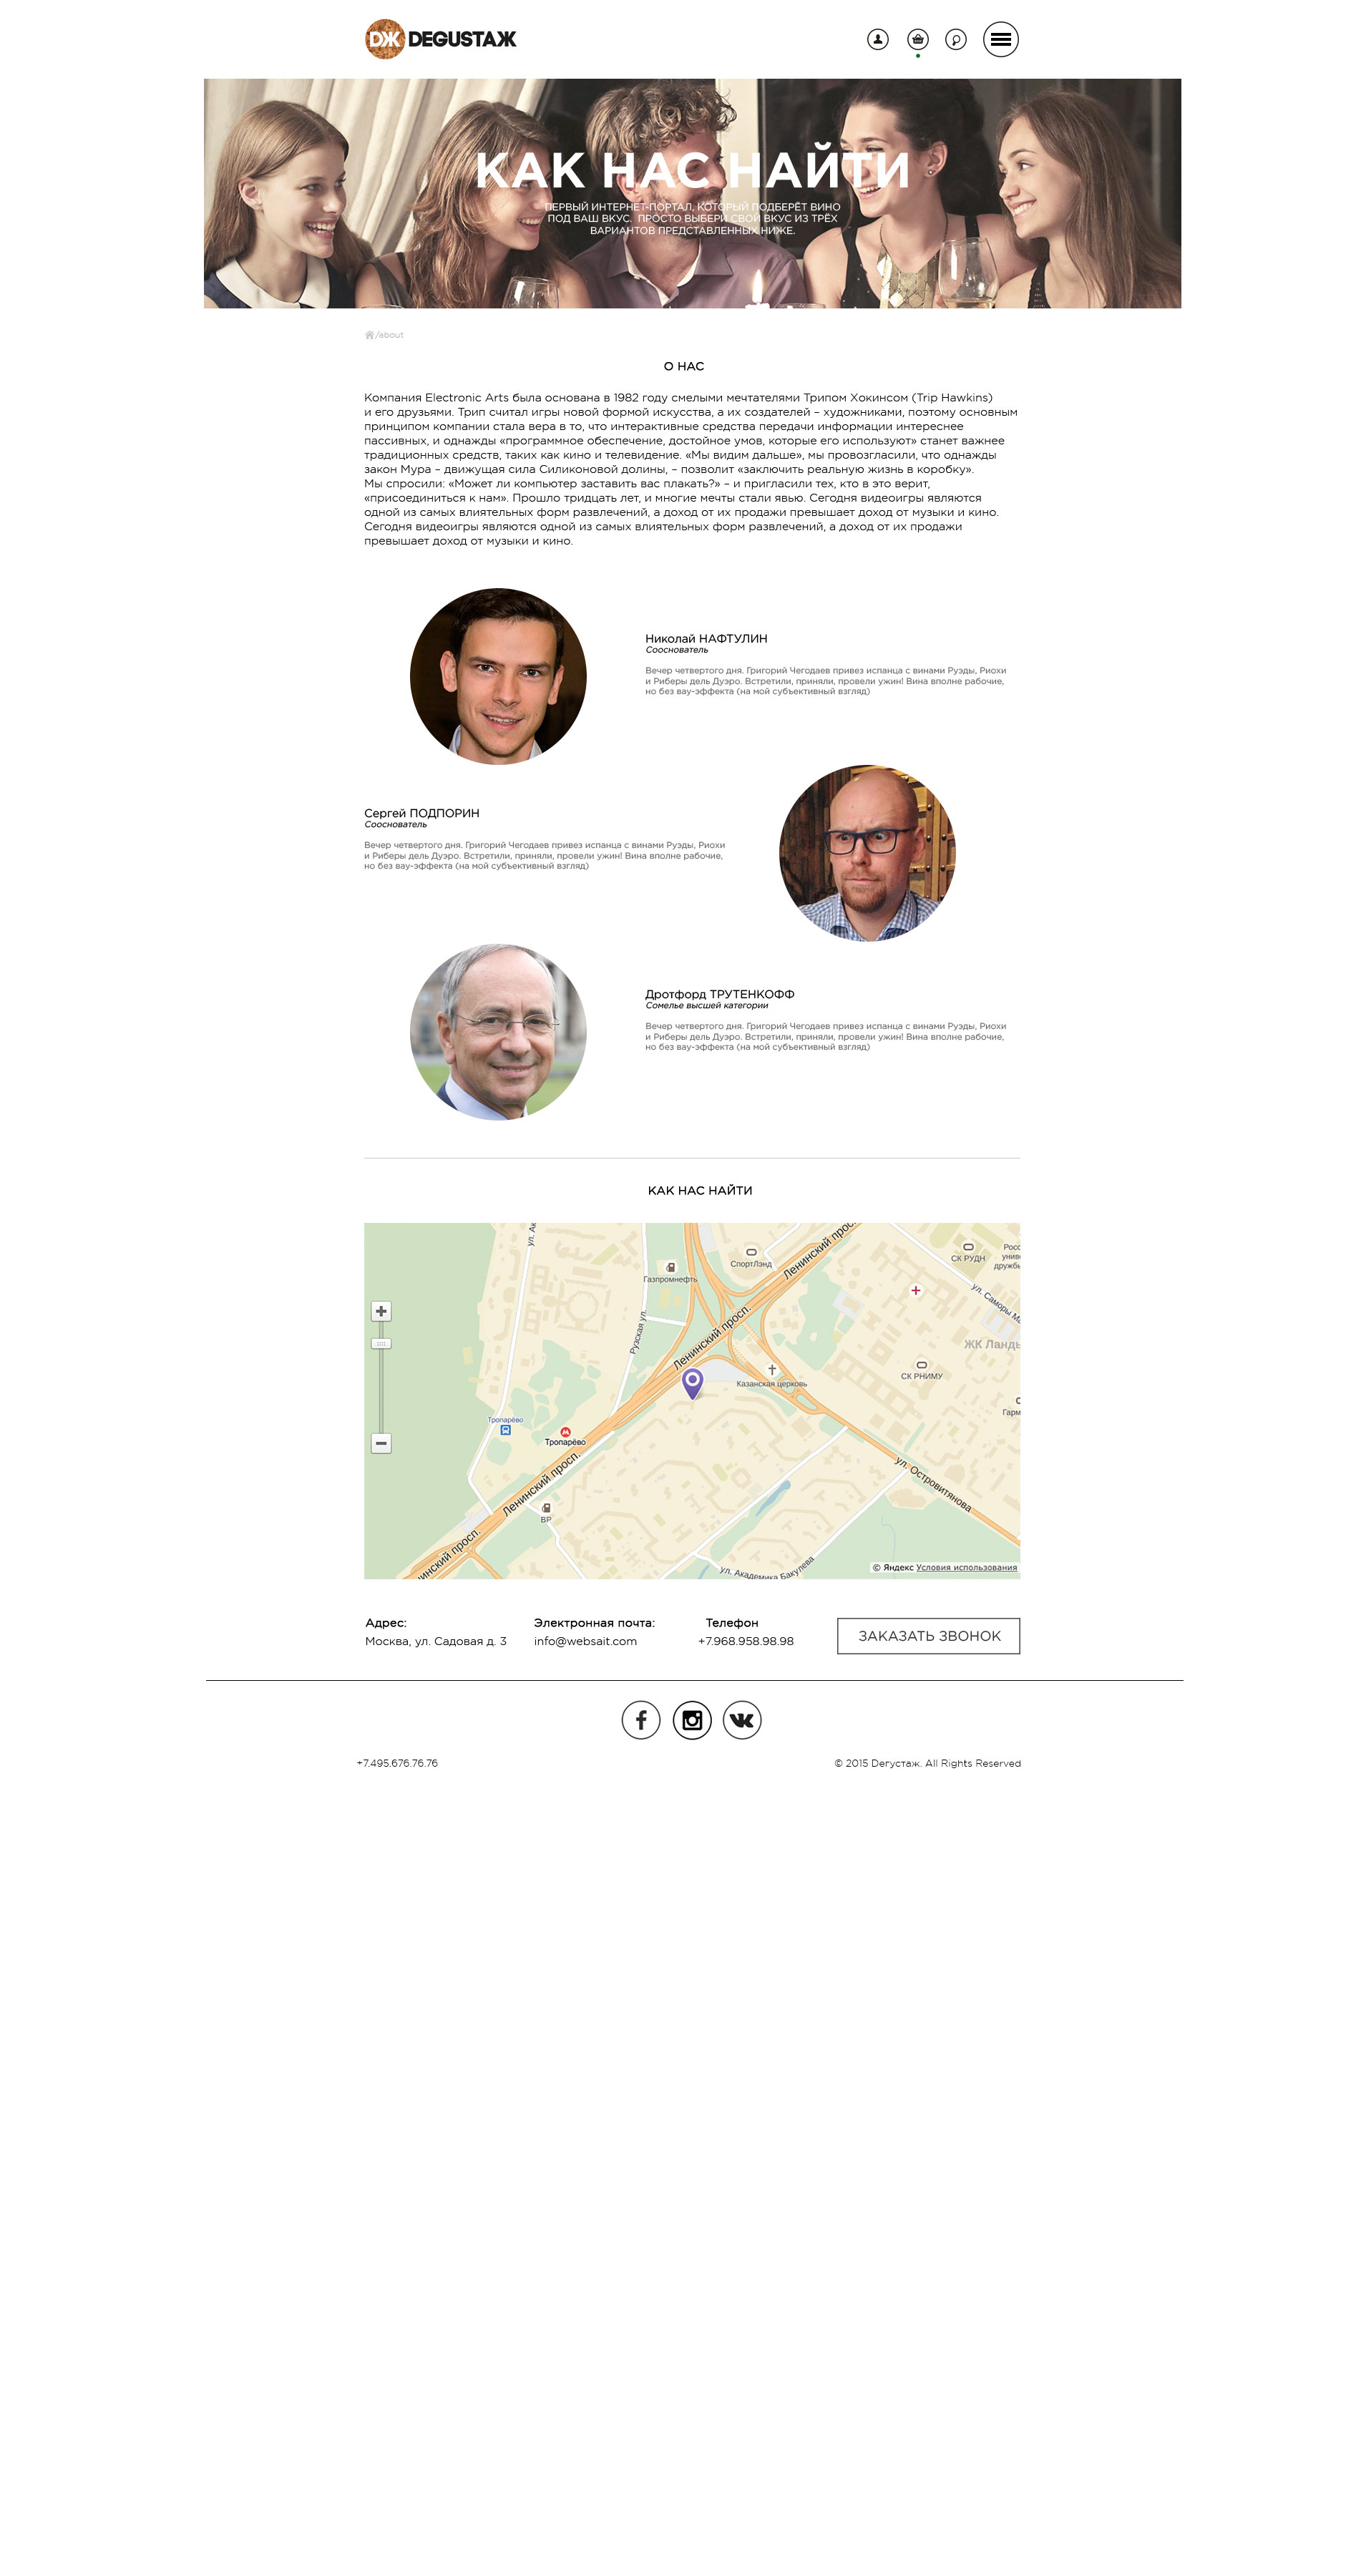 DЖ DEGUSTAЖ
КАК НАС НАЙТИ
ПЕРВЫЙ ИНТЕРНЕТ-ПОРТАЛ, КОТОРЫЙ ПОДБЕРЁТ ВИНО
ПОД ВАШ ВКУС. ПРОСТО ВЫБЕРИ СВОЙ ВКУС ИЗ ТРЁХ
ВАРИАНТОВ ПРЕДСТАВЛЕННЫХ НИЖЕ.
/about
О НАС
Компания Electronic Arts была основана в 1982 году смелыми мечтателями Трипом Хокинсом (Trip Hawkins)
и его друзьями. Трип считал игры новой формой искусства, а их создателей – художниками, поэтому основным
принципом компании стала вера в то, что интерактивные средства передачи информации интереснее
пассивных, и однажды «программное обеспечение, достойное умов, которые его используют» станет важнее
традиционных средств, таких как кино и телевидение. «Мы видим дальше», мы провозгласили, что однажды
закон Мура – движущая сила Силиконовой долины, – позволит «заключить реальную жизнь в коробку».
Мы спросили: «Может ли компьютер заставить вас плакать?» – и пригласили тех, кто в это верит,
«присоединиться к нам». Прошло тридцать лет, и многие мечты стали явью. Сегодня видеоигры являются
одной из самых влиятельных форм развлечений, а доход от их продажи превышает доход от музыки и кино.
Сегодня видеоигры являются одной из самых влиятельных форм развлечений, а доход от их продажи
превышает доход от музыки и кино.
Николай НАФТУЛИН
Сооснователь
Вечер четвертого дня. Григорий Чегодаев привез испанца с винами Руэды, Риохи
и Риберы дель Дуэро. Встретили, приняли, провели ужин! Вина вполне рабочие,
но без вау-эффекта (на мой субъективный взгляд)
Сергей ПОДПОРИН
Сооснователь
Вечер четвертого дня. Григорий Чегодаев привез испанца с винами Руэды, Риохи
и Риберы дель Дуэро. Встретили, приняли, провели ужин! Вина вполне рабочие,
но без вау-эффекта (на мой субъективный взгляд)
Дротфорд ТРУТЕНКОФФ
Сомелье высшей категории
Вечер четвертого дня. Григорий Чегодаев привез испанца с винами Руэды, Риохи
и Риберы дель Дуэро. Встретили, приняли, провели ужин! Вина вполне рабочие,
но без вау-эффекта (на мой субъективный взгляд)
КАК НАС НАЙТИ
ул. Ак
Ленинский просп.
СпортЛэнд
СК РУДН
Росс
унив
дружбы
Газпромнефть
ул. Саморы Ма
Рузская ул.
Ленинский просп.
ЖК Ландь
Казанская церковь
СК РНИМУ
Гарм
Тропарёво
Тропарёво
Ленинский просп.
ул. Островитянова
BP
нинский просп.
ул. Академика Бакулева
© Яндекс Условия использования
Адрес:
Москва, ул. Садовая д. 3
Электронная почта:
info@websait.com
Телефон
+7.968.958.98.98
ЗАКАЗАТЬ ЗВОНОК
+7.495.676.76.76
© 2015 Dегустаж. All Rights Reserved